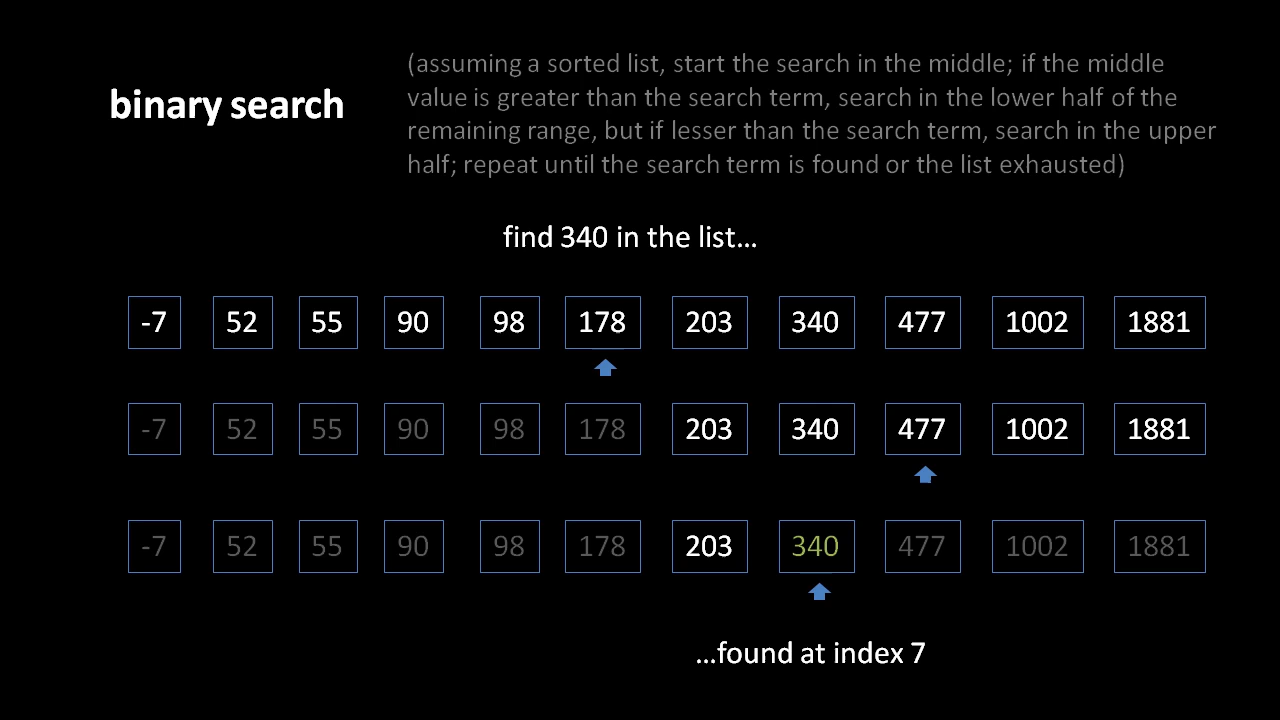 binary search
(assuming a sorted list, start the search in the middle; if the middle
value is greater than the search term, search in the lower half of the
remaining range, but if lesser than the search term, search in the upper
half; repeat until the search term is found or the list exhausted)
find 340 in the list…
-7 52 55 90 98 178 203 340 477 1002 1881
-7 52 55 90 98 178 203 340 477 1002 1881
-7 52 55 90 98 178 203 340 477 1002 1881
…found at index 7